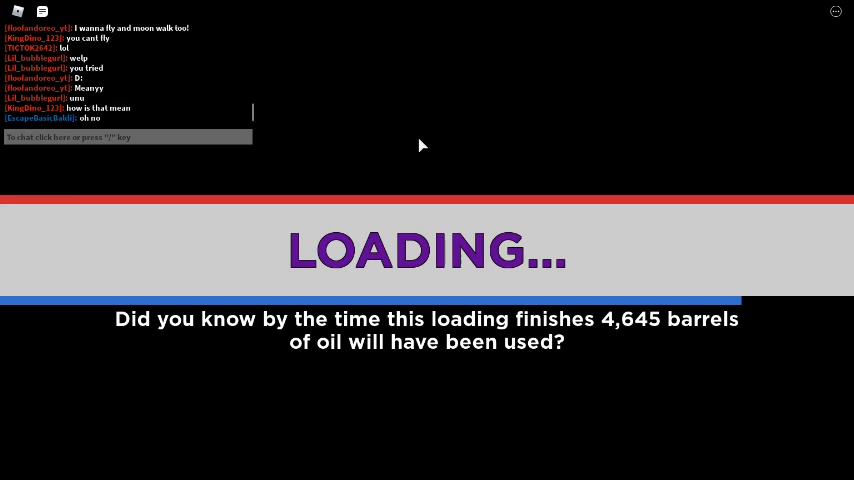 [floofandoreo_yt]: I wanna fly and moon walk too!
[KingDino_123]: you cant fly
[TICTOK2642]: lol
[Lil_bubblegurl]: welp
[Lil_bubblegurl]: you tried
[floofandoreo_yt]: D:
[floofandoreo_yt]: Meanyy
[Lil_bubblegurl]: unu
[KingDino_123]: how is that mean
[EscapeBasicBaldi]: oh no
To chat click here or press "/" key
LOADING...
Did you know by the time this loading finishes 4,645 barrels
of oil will have been used?